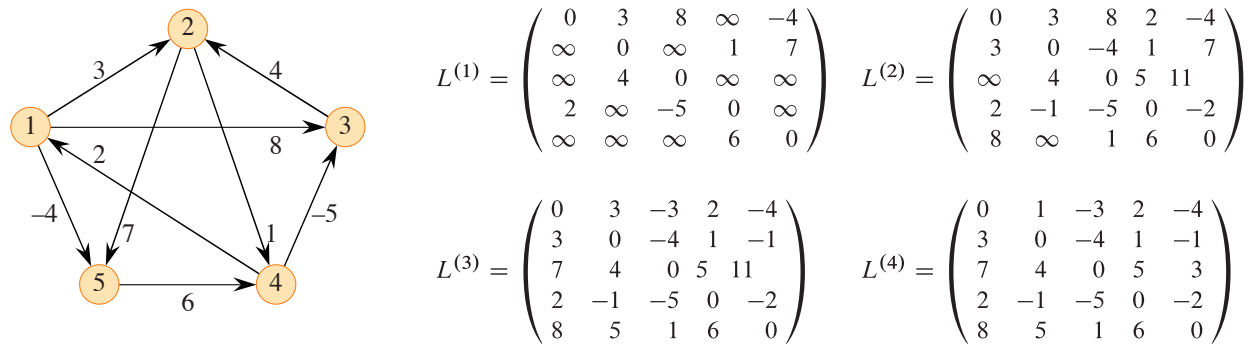 2
3 4
1 3
8
2
–4 7 1 –5
5 4
6
L(1) =
0 3 8 ∞ −4
∞ 0 ∞ 1 7
∞ 4 0 ∞ ∞
2 ∞ −5 0 ∞
∞ ∞ ∞ 6 0
L(2) =
0 3 8 2 −4
3 0 −4 1 7
∞ 4 0 5 11
2 −1 −5 0 −2
8 ∞ 1 6 0
L(3) =
0 3 −3 2 −4
3 0 −4 1 −1
7 4 0 5 11
2 −1 −5 0 −2
8 5 1 6 0
L(4) =
0 1 −3 2 −4
3 0 −4 1 −1
7 4 0 5 3
2 −1 −5 0 −2
8 5 1 6 0